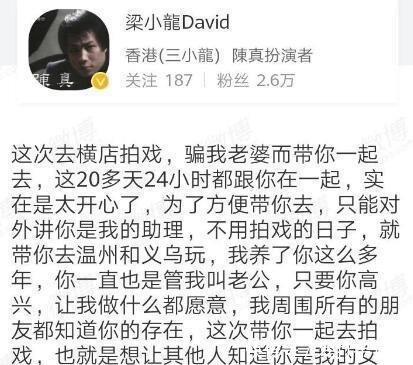 梁小龍David
香港(三小龍) 陳真扮演者
陳真
关注 187 | 粉丝 2.6万
这次去横店拍戏，骗我老婆而带你一起
去，这20多天24小时都跟你在一起，实
在是太开心了，为了方便带你去，只能对
外讲你是我的助理，不用拍戏的日子，就
带你去温州和义乌玩，我养了你这么多
年，你一直也是管我叫老公，只要你高
兴，让我做什么都愿意，我周围所有的朋
友都知道你的存在，这次带你一起去拍
戏，也就是想让其他人知道你是我的女